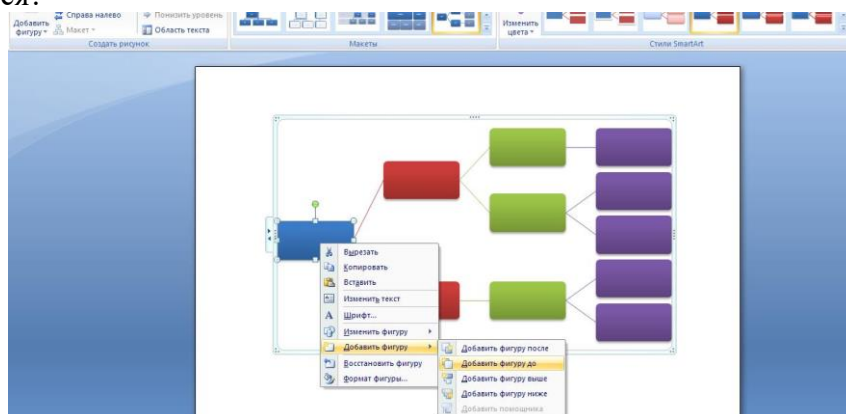 ся.
Добавить фигуру
Справа налево
Макет
Понизить уровень
Область текста
Изменить цвета
Создать рисунок
Макеты
Стили SmartArt
Вырезать
Копировать
Вставить
Изменить текст
Шрифт...
Изменить фигуру
Добавить фигуру
Восстановить фигуру
Формат фигуры...
Добавить фигуру после
Добавить фигуру до
Добавить фигуру выше
Добавить фигуру ниже
Добавить помощника